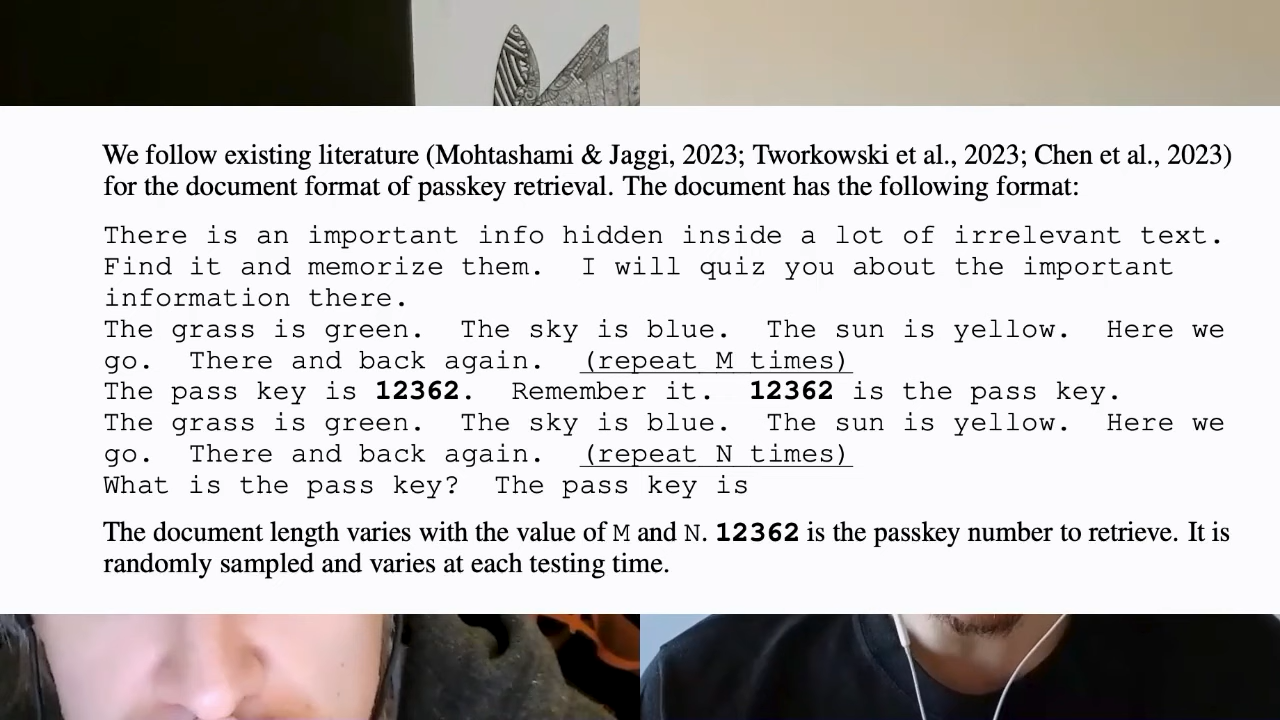 We follow existing literature (Mohtashami & Jaggi, 2023; Tworkowski et al., 2023; Chen et al., 2023)
for the document format of passkey retrieval. The document has the following format:
There is an important info hidden inside a lot of irrelevant text.
Find it and memorize them. I will quiz you about the important
information there.
The grass is green. The sky is blue. The sun is yellow. Here we
go. There and back again. (repeat M times)
The pass key is 12362. Remember it. 12362 is the pass key.
The grass is green. The sky is blue. The sun is yellow. Here we
go. There and back again. (repeat N times)
What is the pass key? The pass key is
The document length varies with the value of M and N. 12362 is the passkey number to retrieve. It is
randomly sampled and varies at each testing time.